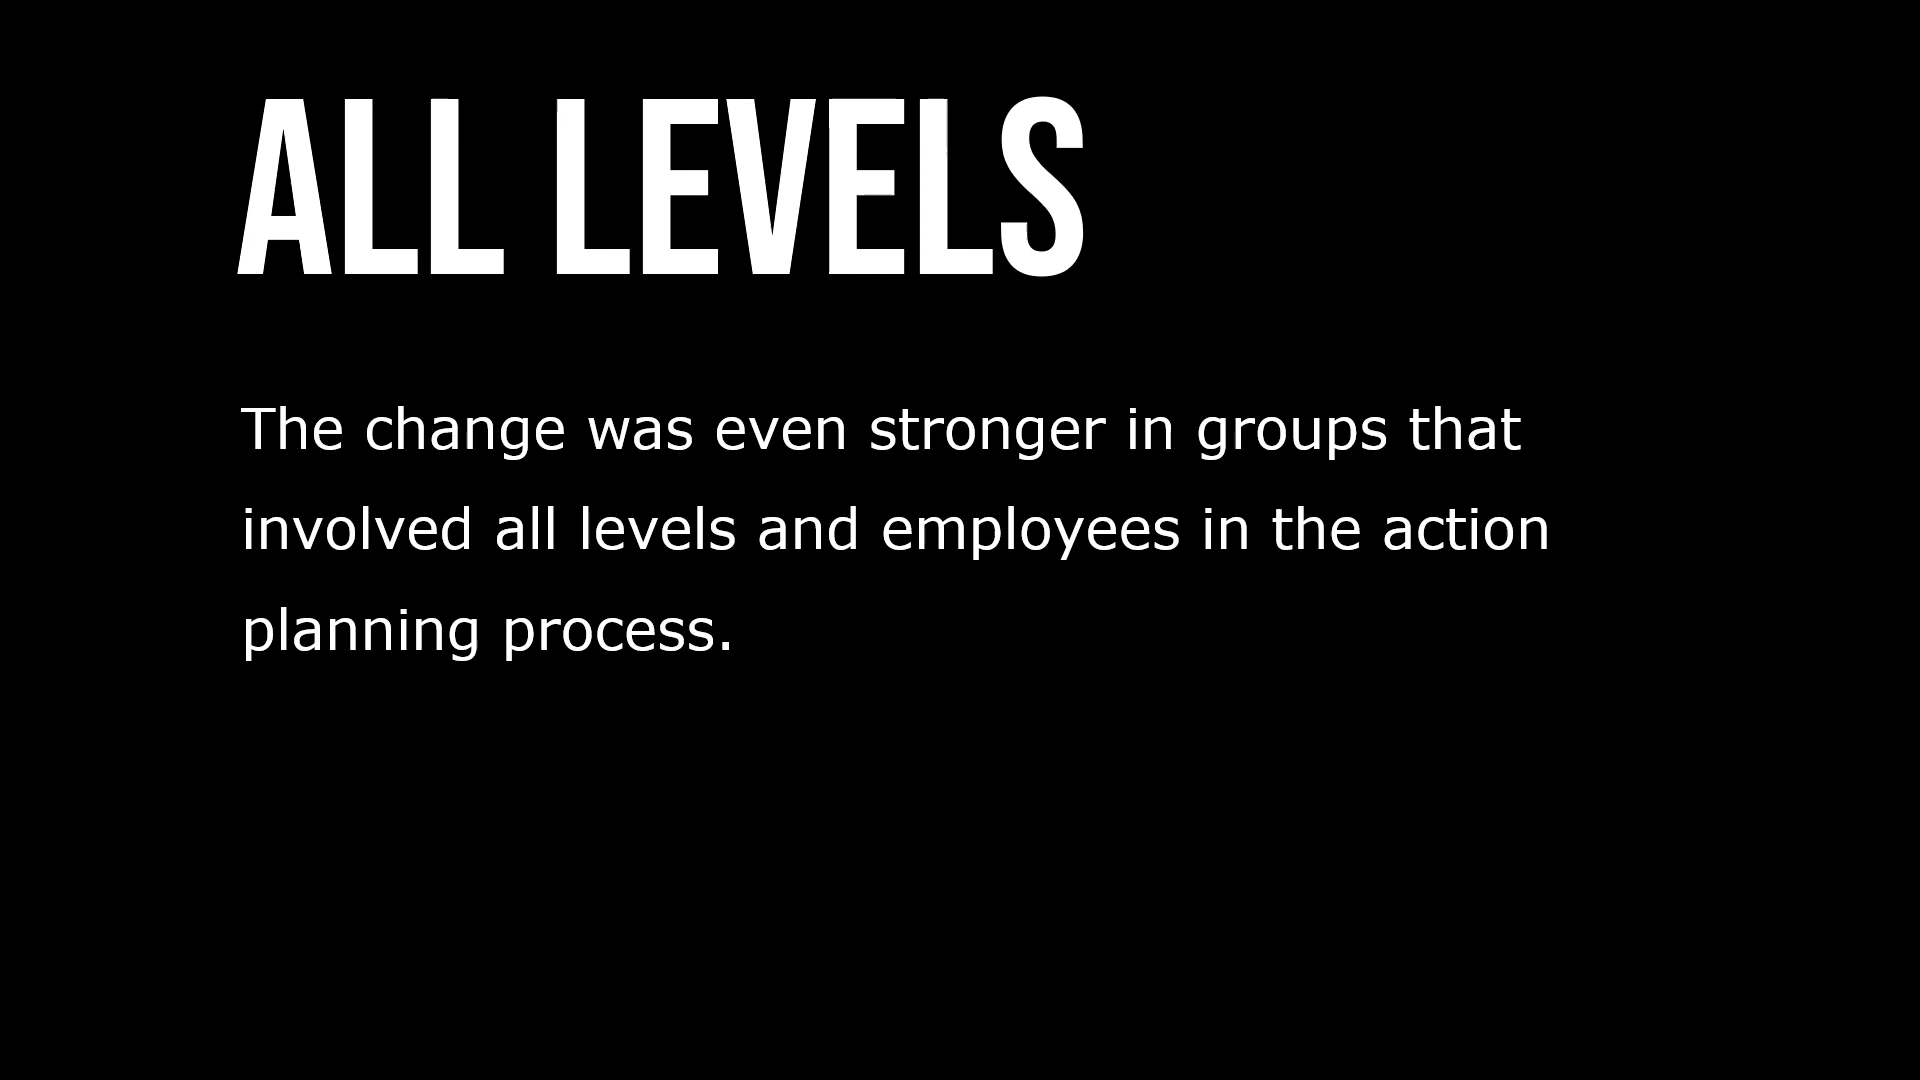 ALL LEVELS
The change was even stronger in groups that
involved all levels and employees in the action
planning process.